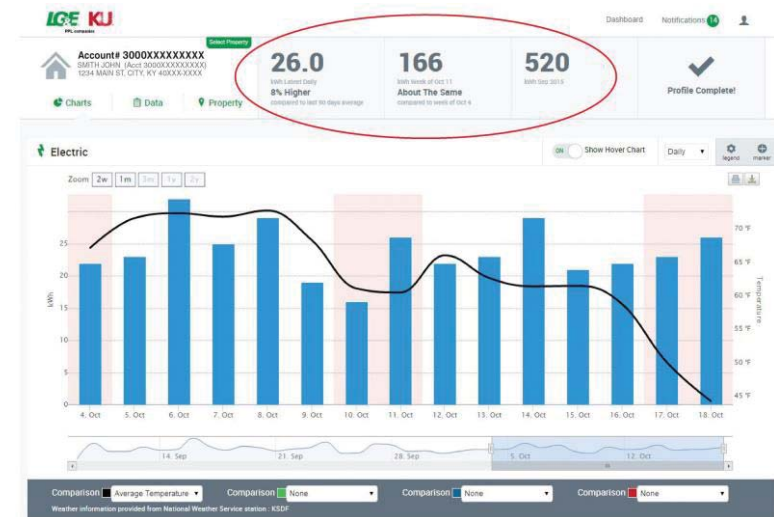 LG&E KU
PPL companies
Dashboard
Notifications 14
Select Property
Account# 3000XXXXXXXXX
SMITH JOHN (Acct 3000XXXXXXXXX)
1234 MAIN ST, CITY, KY 40XXX-XXXX
Charts
Data
Property
26.0
kWh Latest Daily
8% Higher
compared to last 90 days average
166
kWh Week of Oct 11
About The Same
compared to week of Oct 4
520
kWh Sep 2015
Profile Complete!
Electric
ON
Show Hover Chart
Daily
legend
marker
Zoom 2w 1m 3m 1y 2y
kWh
25
20
15
10
5
0
70 °F
65 °F
60 °F
55 °F
50 °F
45 °F
Temperature
4. Oct 5. Oct 6. Oct 7. Oct 8. Oct 9. Oct 10. Oct 11. Oct 12. Oct 13. Oct 14. Oct 15. Oct 16. Oct 17. Oct 18. Oct
14. Sep 21. Sep 28. Sep 5. Oct 12. Oct
Comparison Average Temperature Comparison None Comparison None Comparison None
Weather information provided from National Weather Service station : KSDF